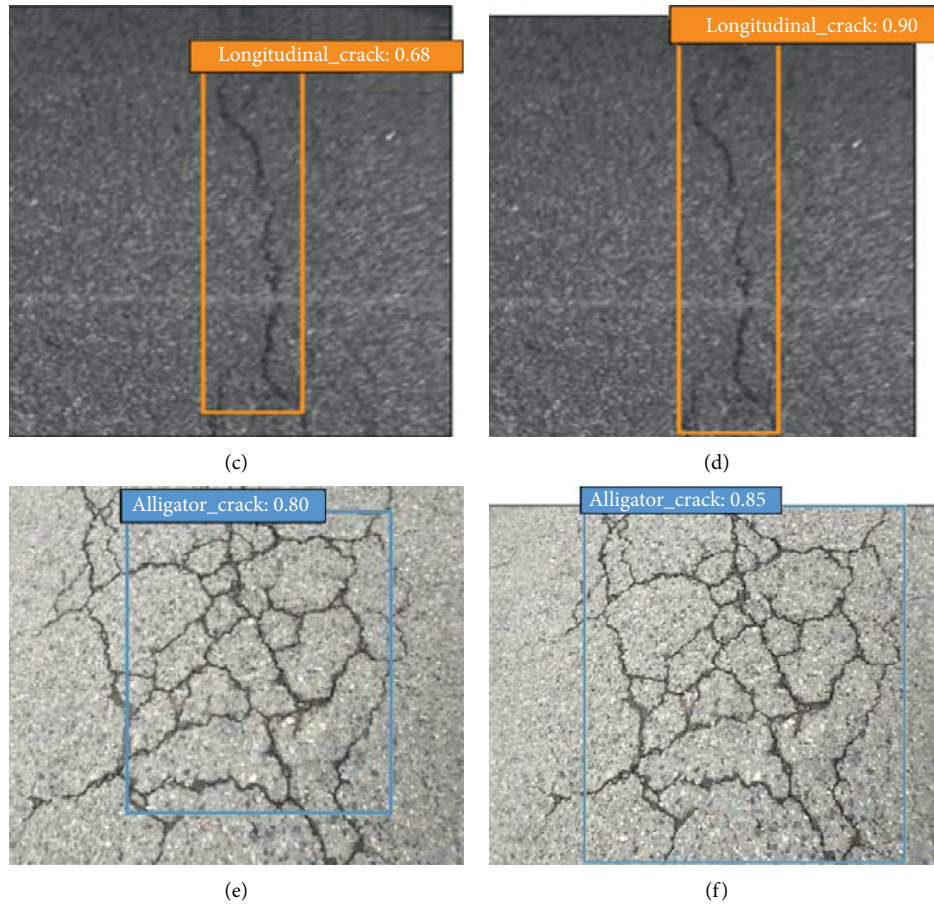 Longitudinal_crack: 0.68
Longitudinal_crack: 0.90
(c)
(d)
Alligator_crack: 0.80
Alligator_crack: 0.85
(e)
(f)